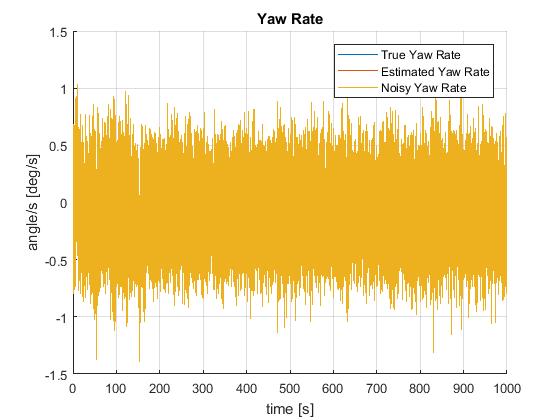 Yaw Rate
True Yaw Rate
Estimated Yaw Rate
Noisy Yaw Rate
1.5
1
0.5
0
-0.5
-1
-1.5
angle/s [deg/s]
0 100 200 300 400 500 600 700 800 900 1000
time [s]